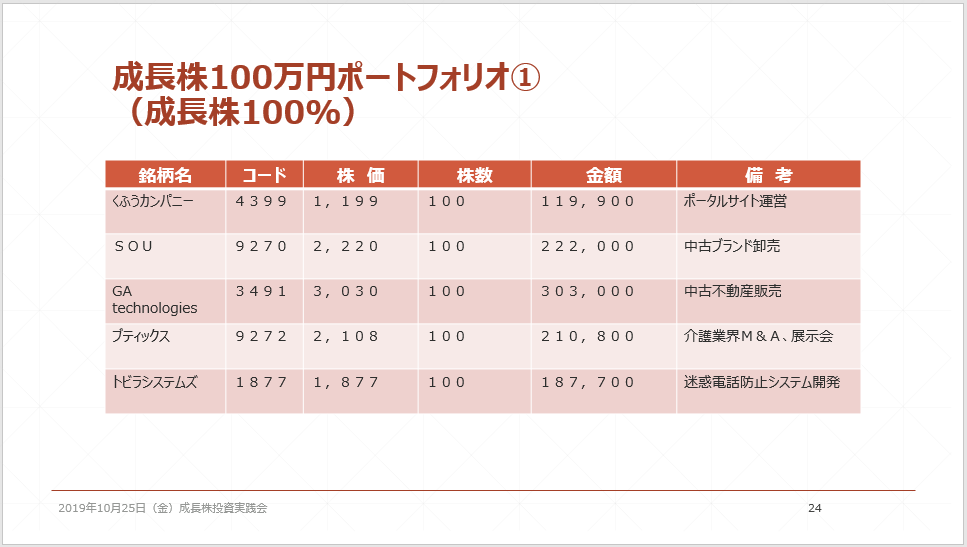 成長株100万円ポートフォリオ①
（成長株100%）
銘柄名 コード 株 価 株数 金額 備 考
くふうカンパニー ４３９９ １，１９９ １００ １１９，９００ ポータルサイト運営
ＳＯＵ ９２７０ ２，２２０ １００ ２２２，０００ 中古ブランド卸売
GA
technologies ３４９１ ３，０３０ １００ ３０３，０００ 中古不動産販売
ブティックス ９２７２ ２，１０８ １００ ２１０，８００ 介護業界Ｍ＆Ａ、展示会
トビラシステムズ １８７７ １，８７７ １００ １８７，７００ 迷惑電話防止システム開発
2019年10月25日（金）成長株投資実践会 24